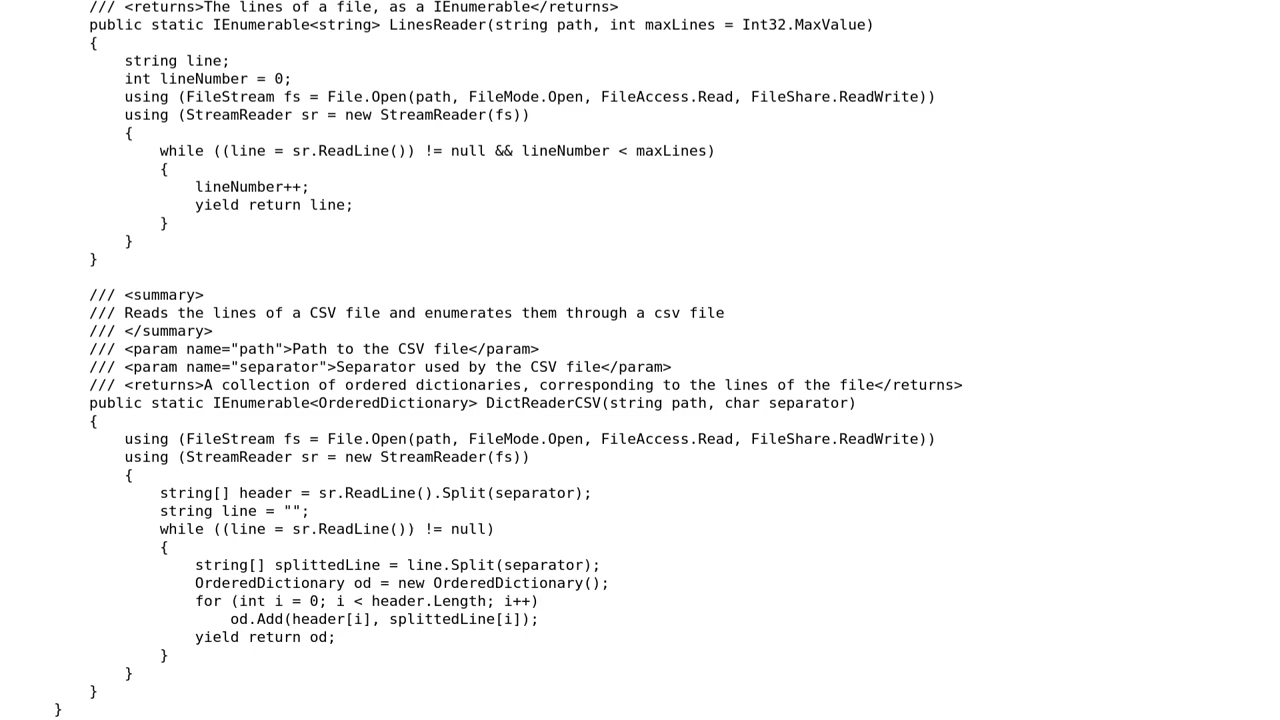 /// <returns>The lines of a file, as a IEnumerable</returns>
public static IEnumerable<string> LinesReader(string path, int maxLines = Int32.MaxValue)
{
string line;
int lineNumber = 0;
using (FileStream fs = File.Open(path, FileMode.Open, FileAccess.Read, FileShare.ReadWrite))
using (StreamReader sr = new StreamReader(fs))
{
while ((line = sr.ReadLine()) != null && lineNumber < maxLines)
{
lineNumber++;
yield return line;
}
}
}

/// <summary>
/// Reads the lines of a CSV file and enumerates them through a csv file
/// </summary>
/// <param name="path">Path to the CSV file</param>
/// <param name="separator">Separator used by the CSV file</param>
/// <returns>A collection of ordered dictionaries, corresponding to the lines of the file</returns>
public static IEnumerable<OrderedDictionary> DictReaderCSV(string path, char separator)
{
using (FileStream fs = File.Open(path, FileMode.Open, FileAccess.Read, FileShare.ReadWrite))
using (StreamReader sr = new StreamReader(fs))
{
string[] header = sr.ReadLine().Split(separator);
string line = "";
while ((line = sr.ReadLine()) != null)
{
string[] splittedLine = line.Split(separator);
OrderedDictionary od = new OrderedDictionary();
for (int i = 0; i < header.Length; i++)
od.Add(header[i], splittedLine[i]);
yield return od;
}
}
}
}